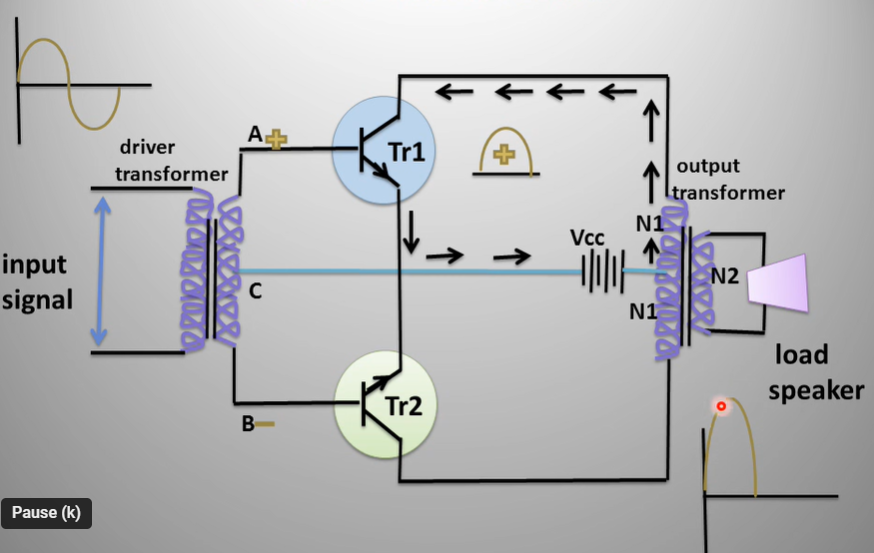 driver
transformer
A
Tr1
output
transformer
input
signal
C
Vcc
N1
N2
N1
B
Tr2
load
speaker
Pause (k)